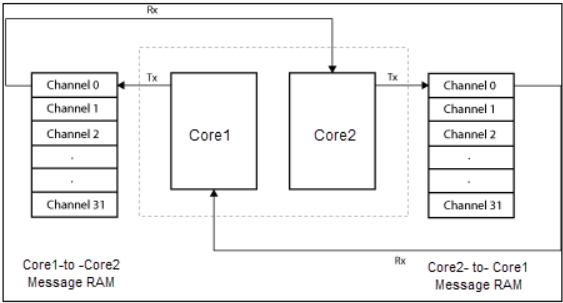 Rx
Channel 0
Channel 1
Channel 2
.
.
Channel 31
Tx
Core1
Core2
Tx
Channel 0
Channel 1
Channel 2
.
.
Channel 31
Rx
Core1-to -Core2
Message RAM
Core2- to- Core1
Message RAM